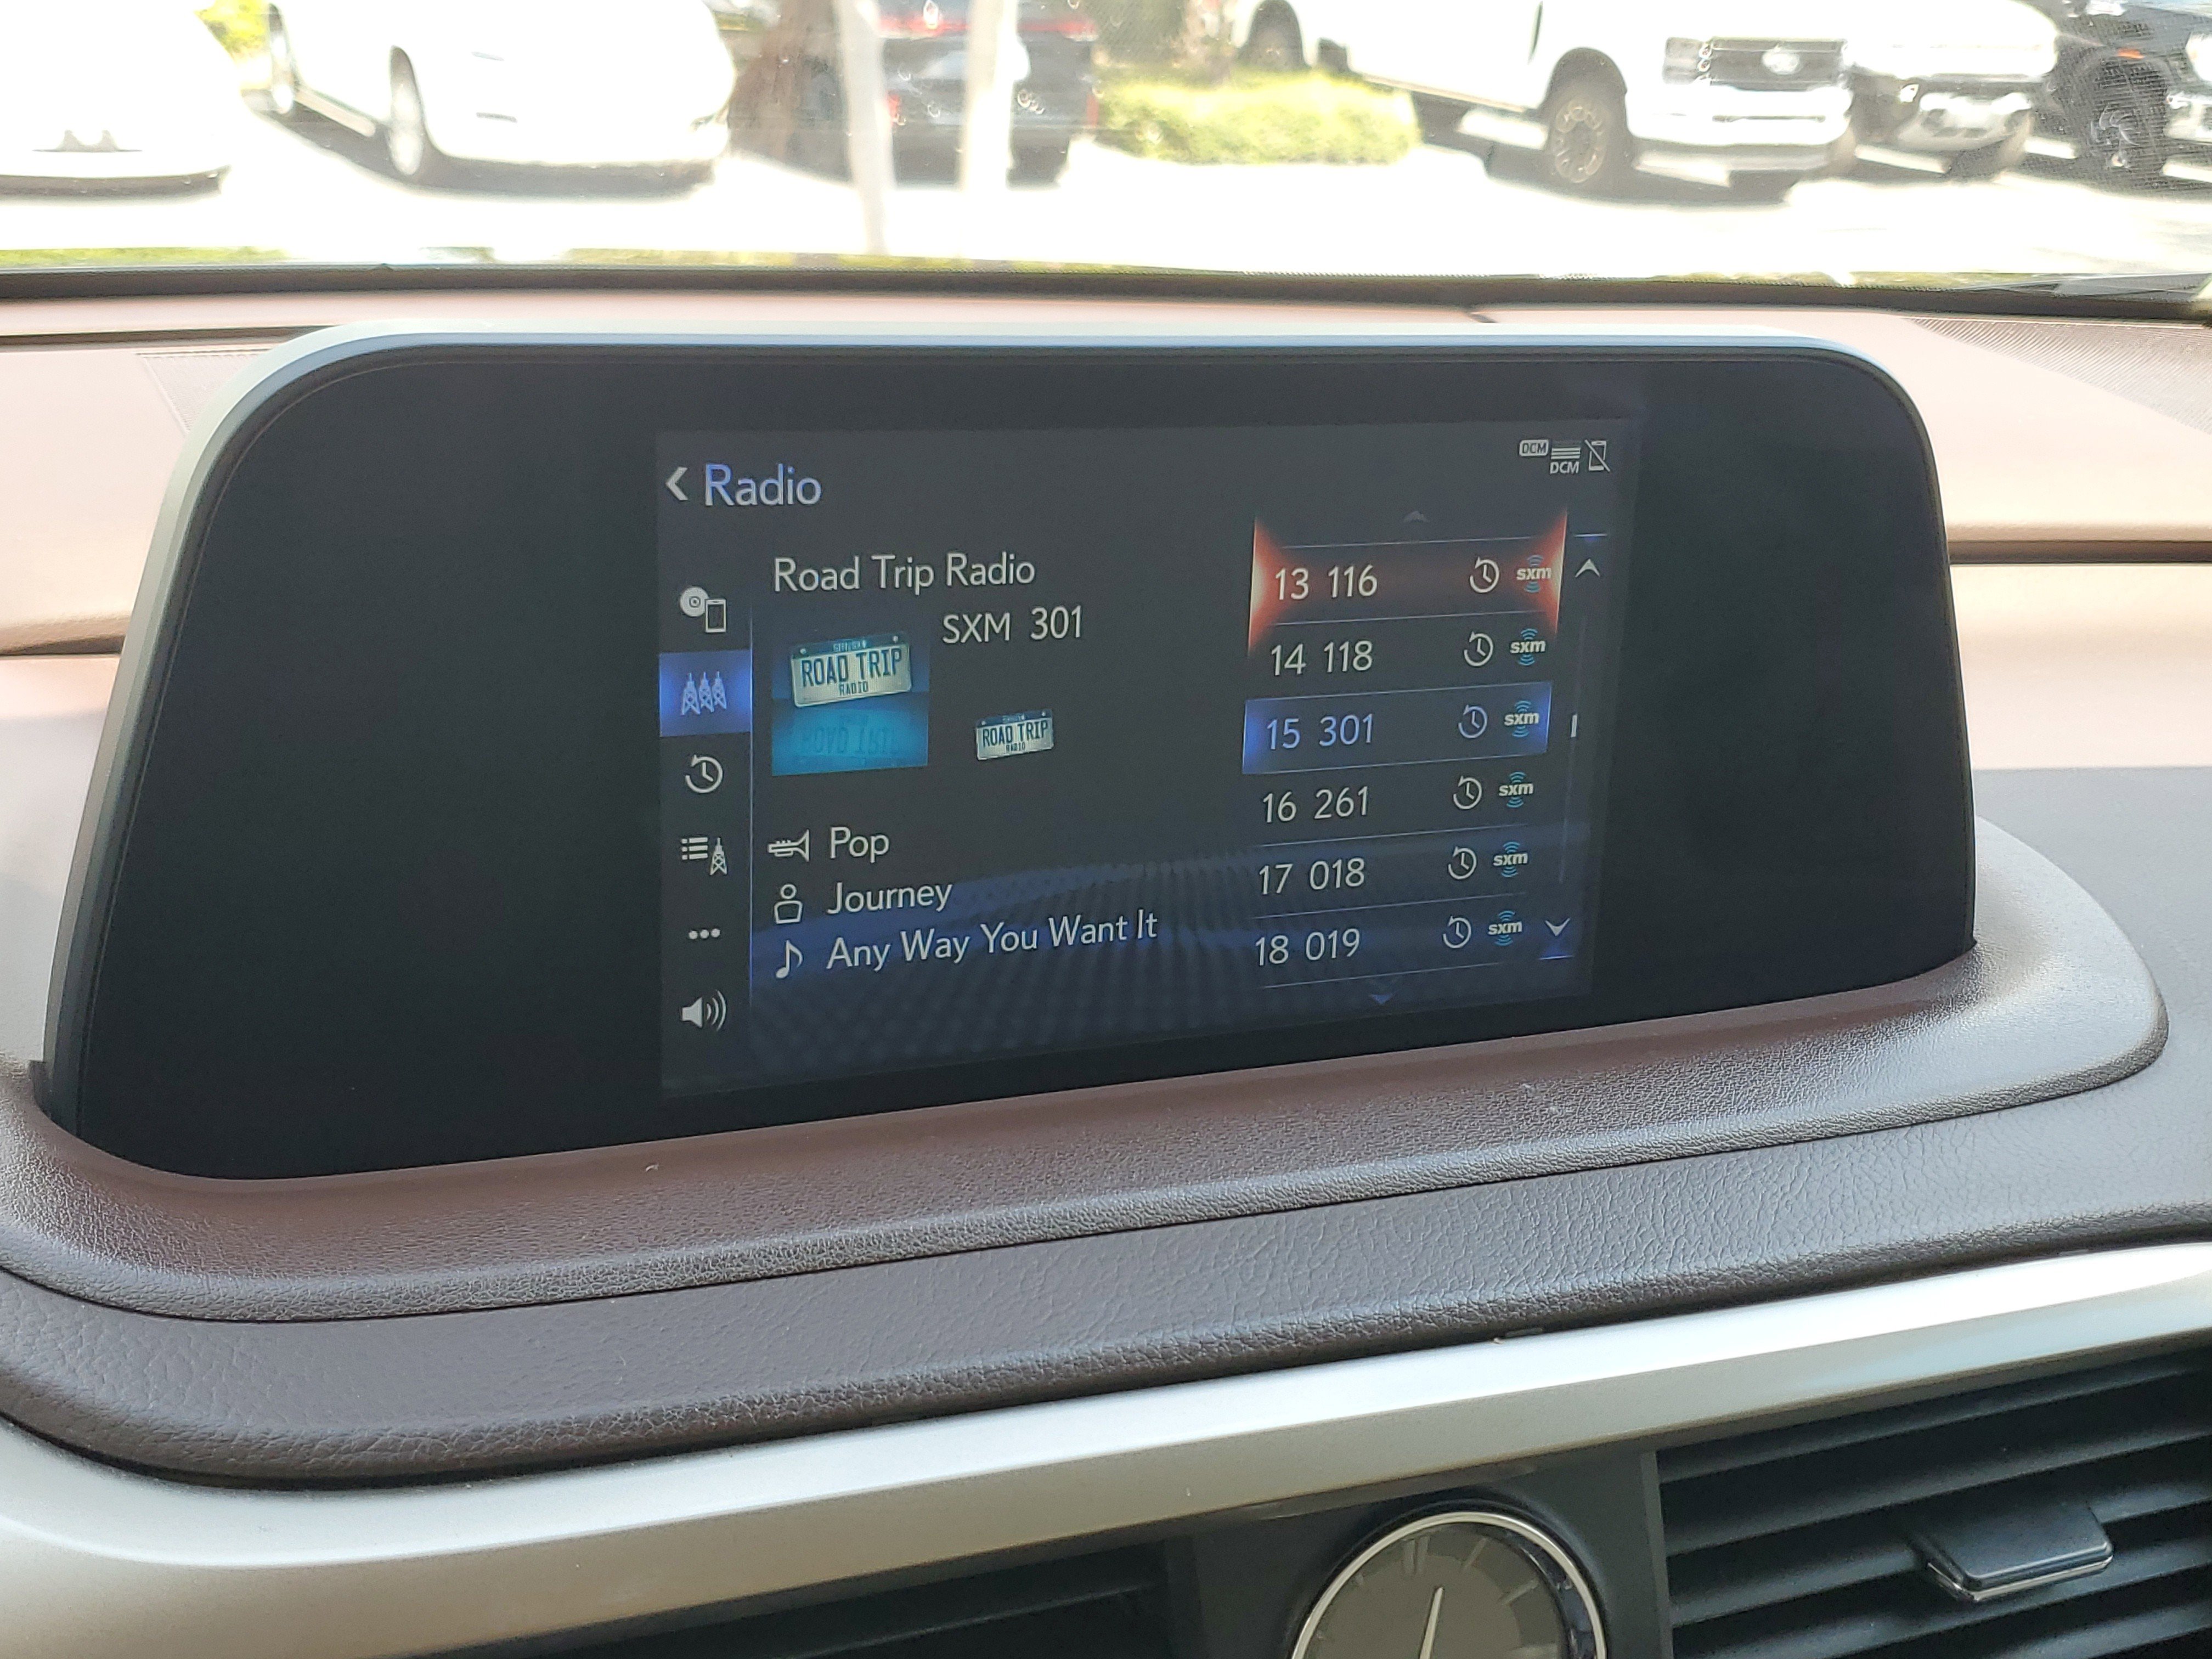 DCM
DCM
Radio
Road Trip Radio
SXM 301
ROAD TRIP
RADIO
ROAD TRIP
RADIO
Pop
Journey
Any Way You Want It
13 116 sxm
14 118 sxm
15 301 sxm
16 261 sxm
17 018 sxm
18 019 sxm